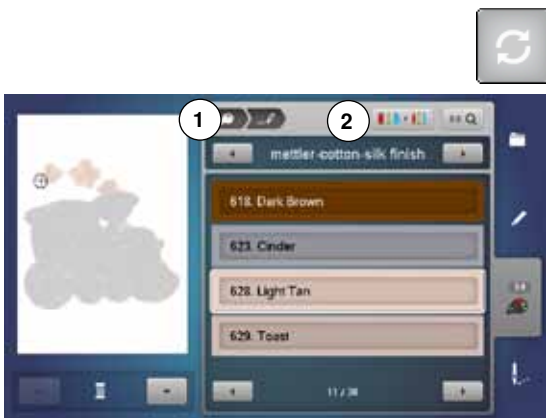 1
2
mettler-cotton-silk finish
618. Dark Brown
623. Cinder
628. Light Tan
629. Toast
11 / 38